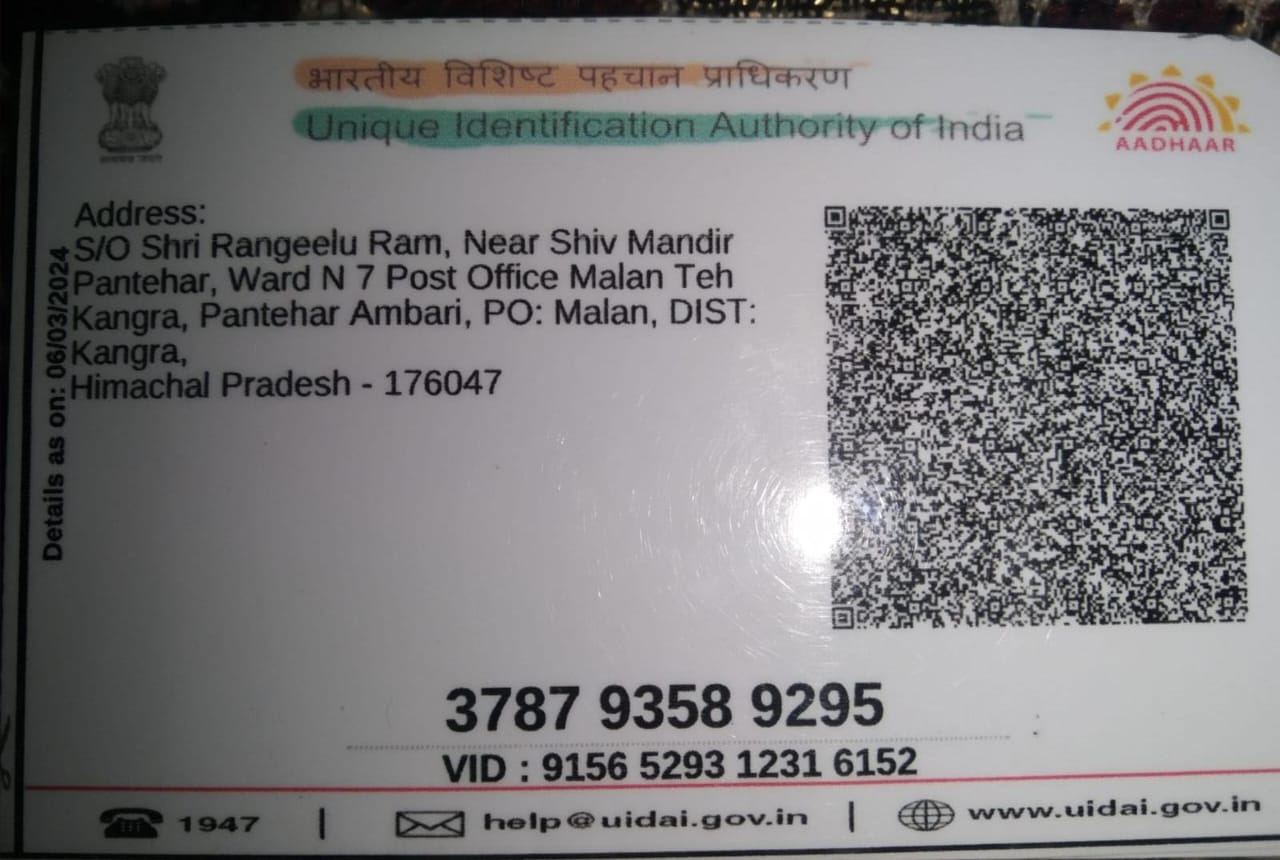 भारतीय विशिष्ट पहचान प्राधिकरण
Unique Identification Authority of India
AADHAAR
Details as on: 06/03/2024
Address:
S/O Shri Rangeelu Ram, Near Shiv Mandir
Pantehar, Ward N 7 Post Office Malan Teh
Kangra, Pantehar Ambari, PO: Malan, DIST:
Kangra,
Himachal Pradesh - 176047
3787 9358 9295
VID : 9156 5293 1231 6152
1947 | help@uidai.gov.in | www.uidai.gov.in